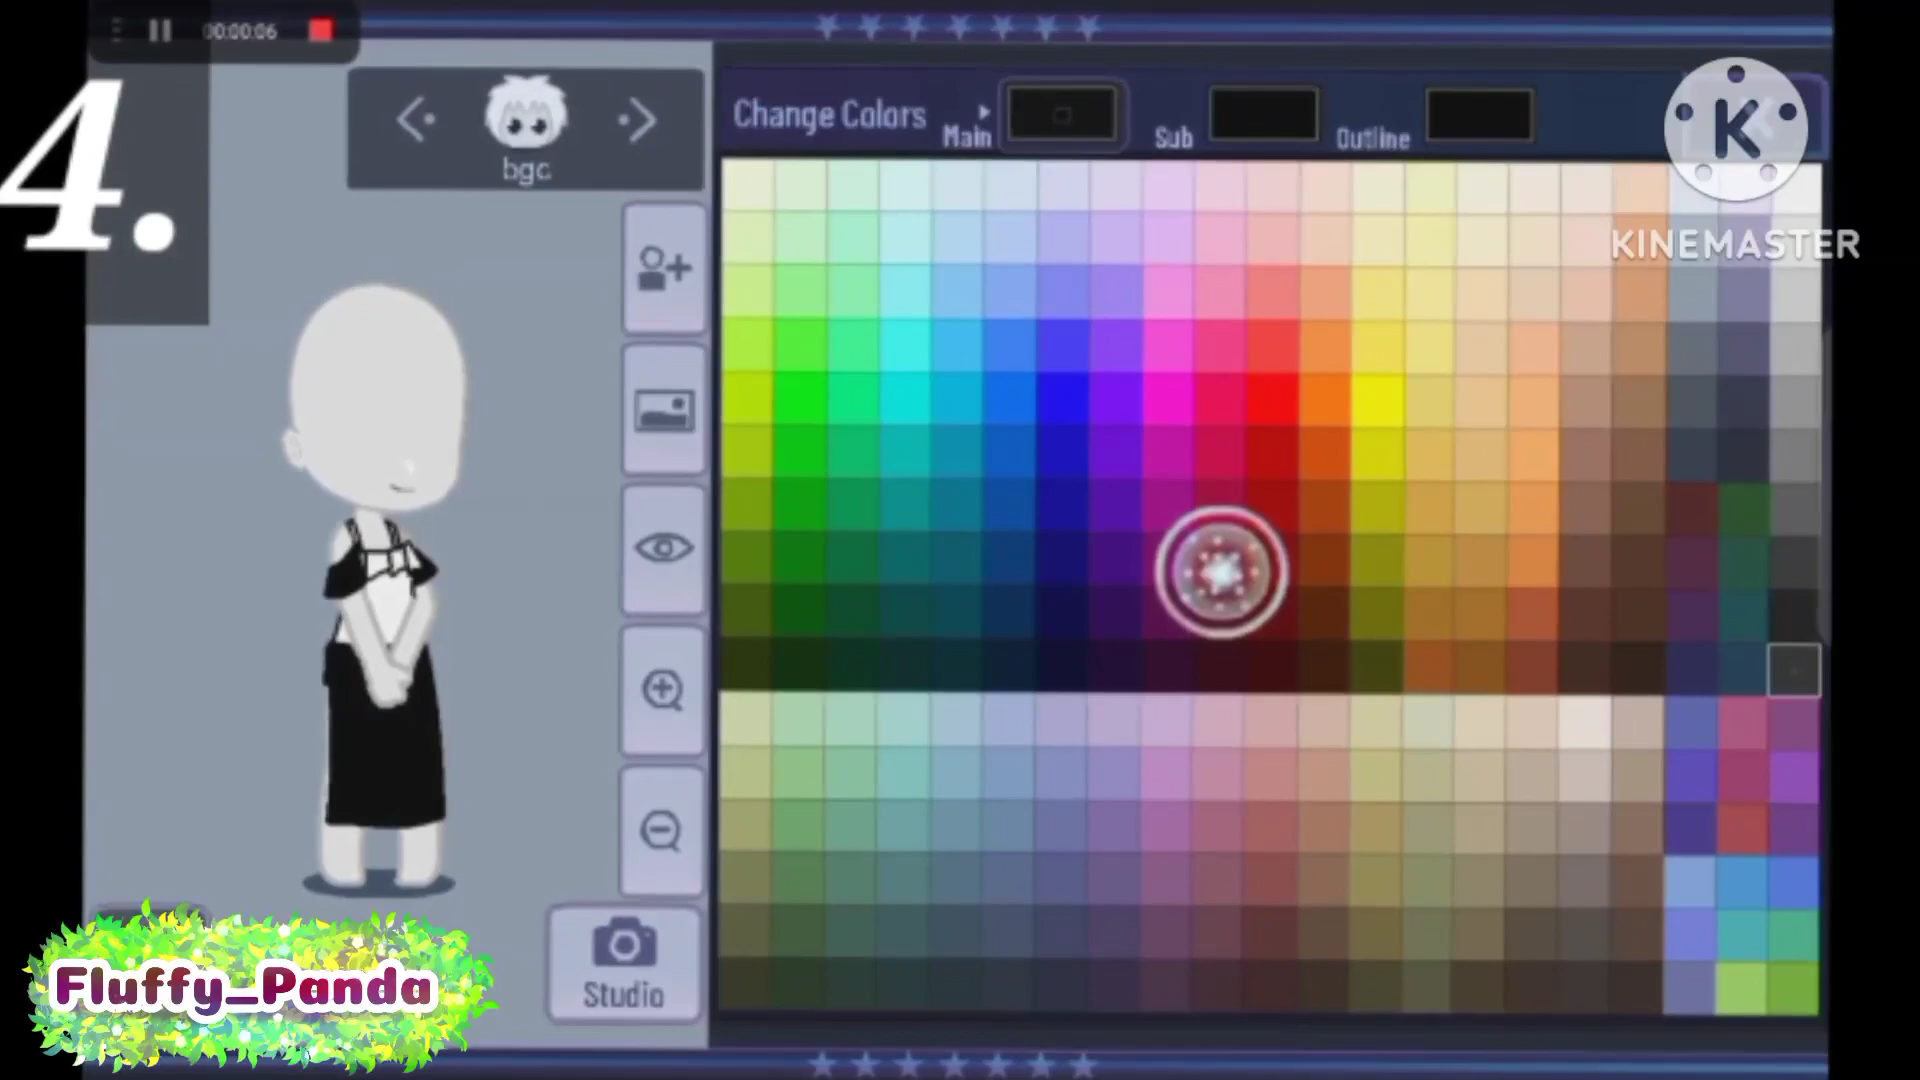 00:00:06
4.
bgc
Change Colors
Main
Sub
Outline
K
KINEMASTER
Studio
Fluffy_Panda